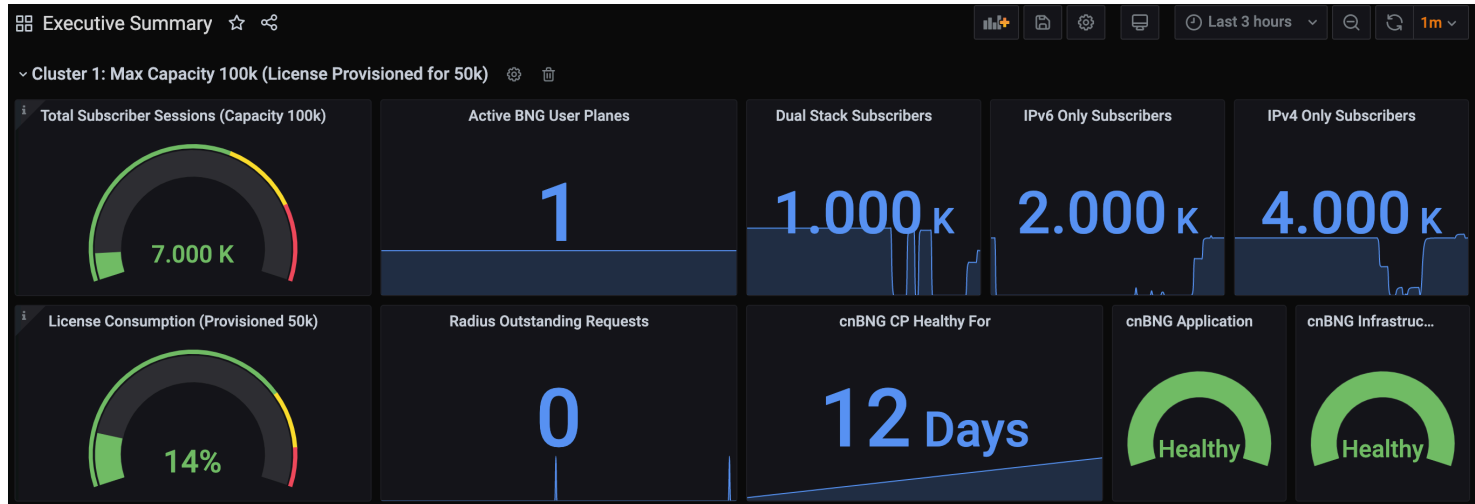 Executive Summary
Last 3 hours
1m
Cluster 1: Max Capacity 100k (License Provisioned for 50k)
i
Total Subscriber Sessions (Capacity 100k)
7.000 K
Active BNG User Planes
1
Dual Stack Subscribers
1.000 K
IPv6 Only Subscribers
2.000 K
IPv4 Only Subscribers
4.000 K
i
License Consumption (Provisioned 50k)
14%
Radius Outstanding Requests
0
cnBNG CP Healthy For
12 Days
cnBNG Application
Healthy
cnBNG Infrastruc...
Healthy